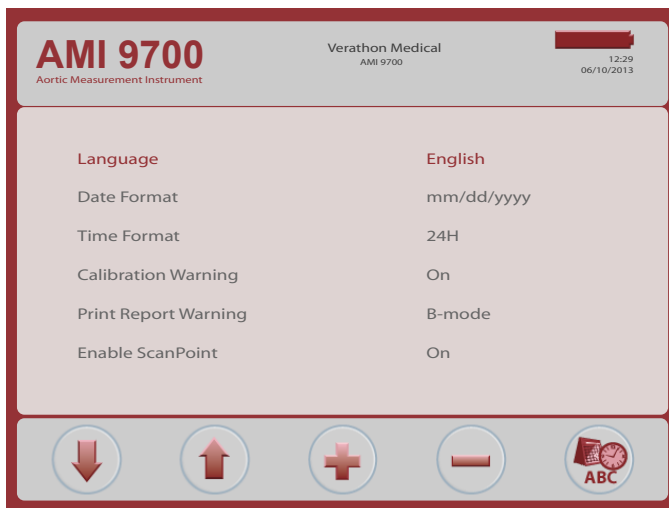 AMI 9700
Aortic Measurement Instrument
Verathon Medical
AMI 9700
12:29
06/10/2013
Language English
Date Format mm/dd/yyyy
Time Format 24H
Calibration Warning On
Print Report Warning B-mode
Enable ScanPoint On
ABC